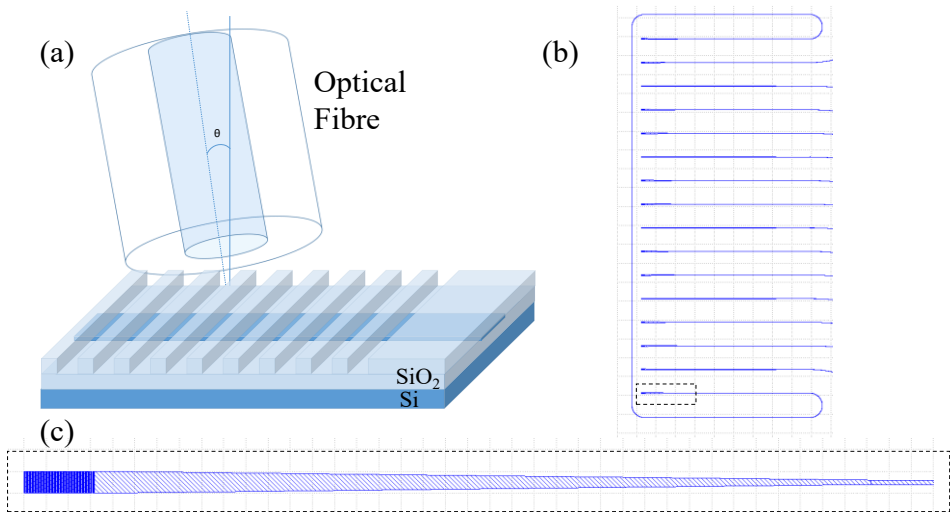 (a)
θ
Optical
Fibre
SiO₂
Si
(b)
(c)